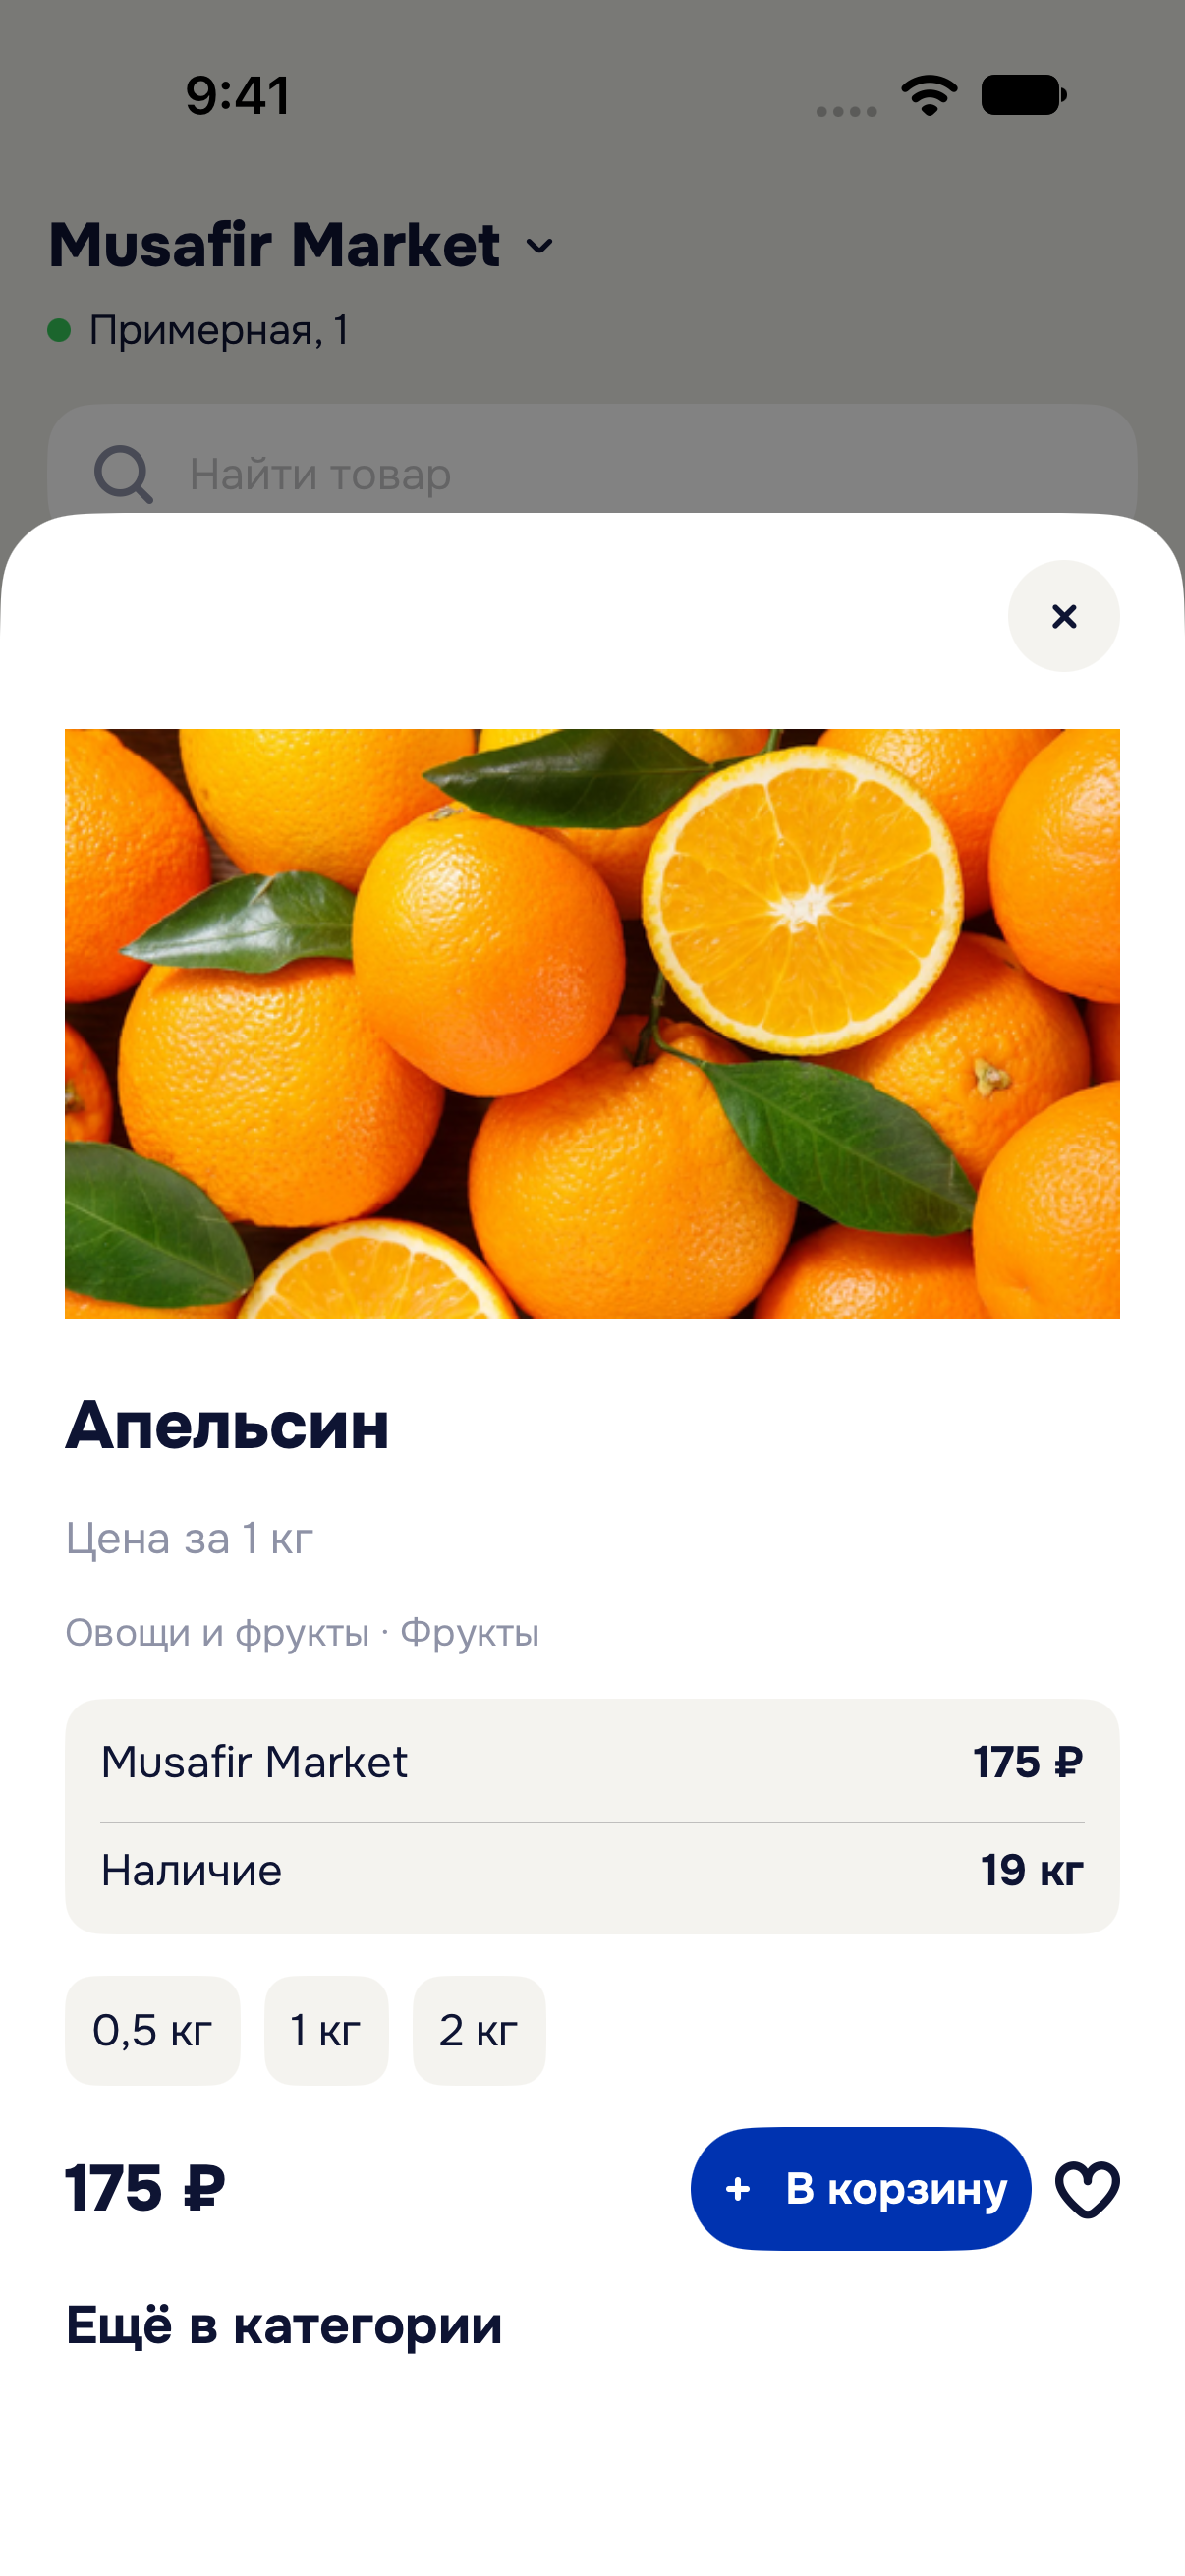 9:41
Musafir Market
Примерная, 1
Найти товар
Апельсин
Цена за 1 кг
Овощи и фрукты · Фрукты
Musafir Market 175 ₽
Наличие 19 кг
0,5 кг 1 кг 2 кг
175 ₽ + В корзину
Ещё в категории